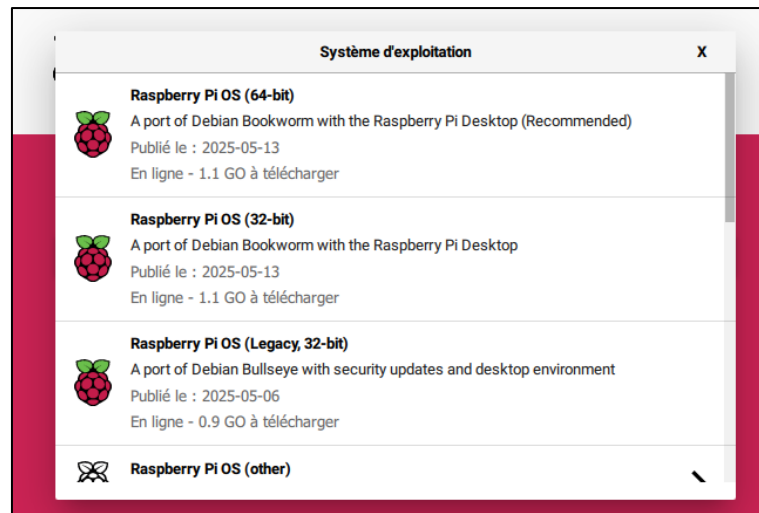 Système d'exploitation X
Raspberry Pi OS (64-bit)
A port of Debian Bookworm with the Raspberry Pi Desktop (Recommended)
Publié le : 2025-05-13
En ligne - 1.1 GO à télécharger
Raspberry Pi OS (32-bit)
A port of Debian Bookworm with the Raspberry Pi Desktop
Publié le : 2025-05-13
En ligne - 1.1 GO à télécharger
Raspberry Pi OS (Legacy, 32-bit)
A port of Debian Bullseye with security updates and desktop environment
Publié le : 2025-05-06
En ligne - 0.9 GO à télécharger
Raspberry Pi OS (other)